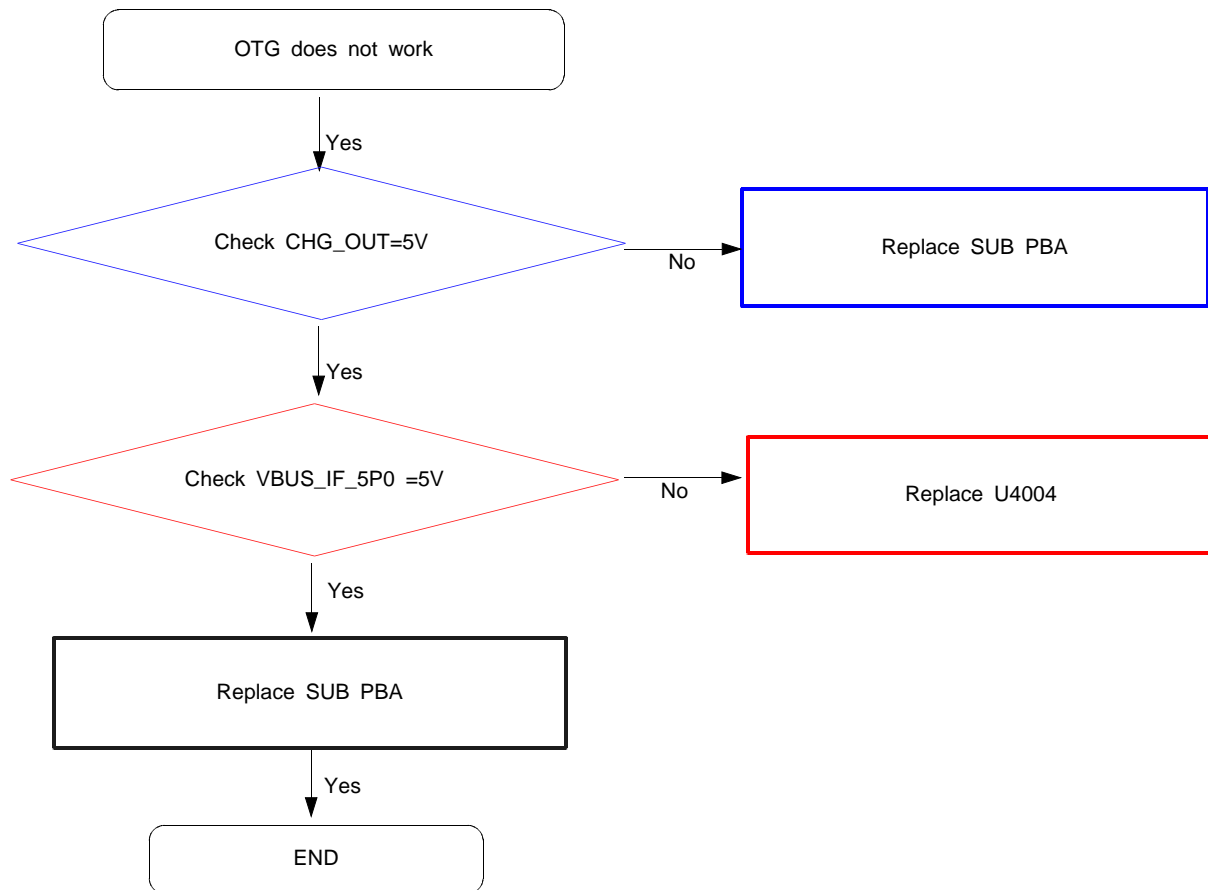 OTG does not work
Yes
Check CHG_OUT=5V
No
Replace SUB PBA
Yes
Check VBUS_IF_5P0 =5V
No
Replace U4004
Yes
Replace SUB PBA
Yes
END